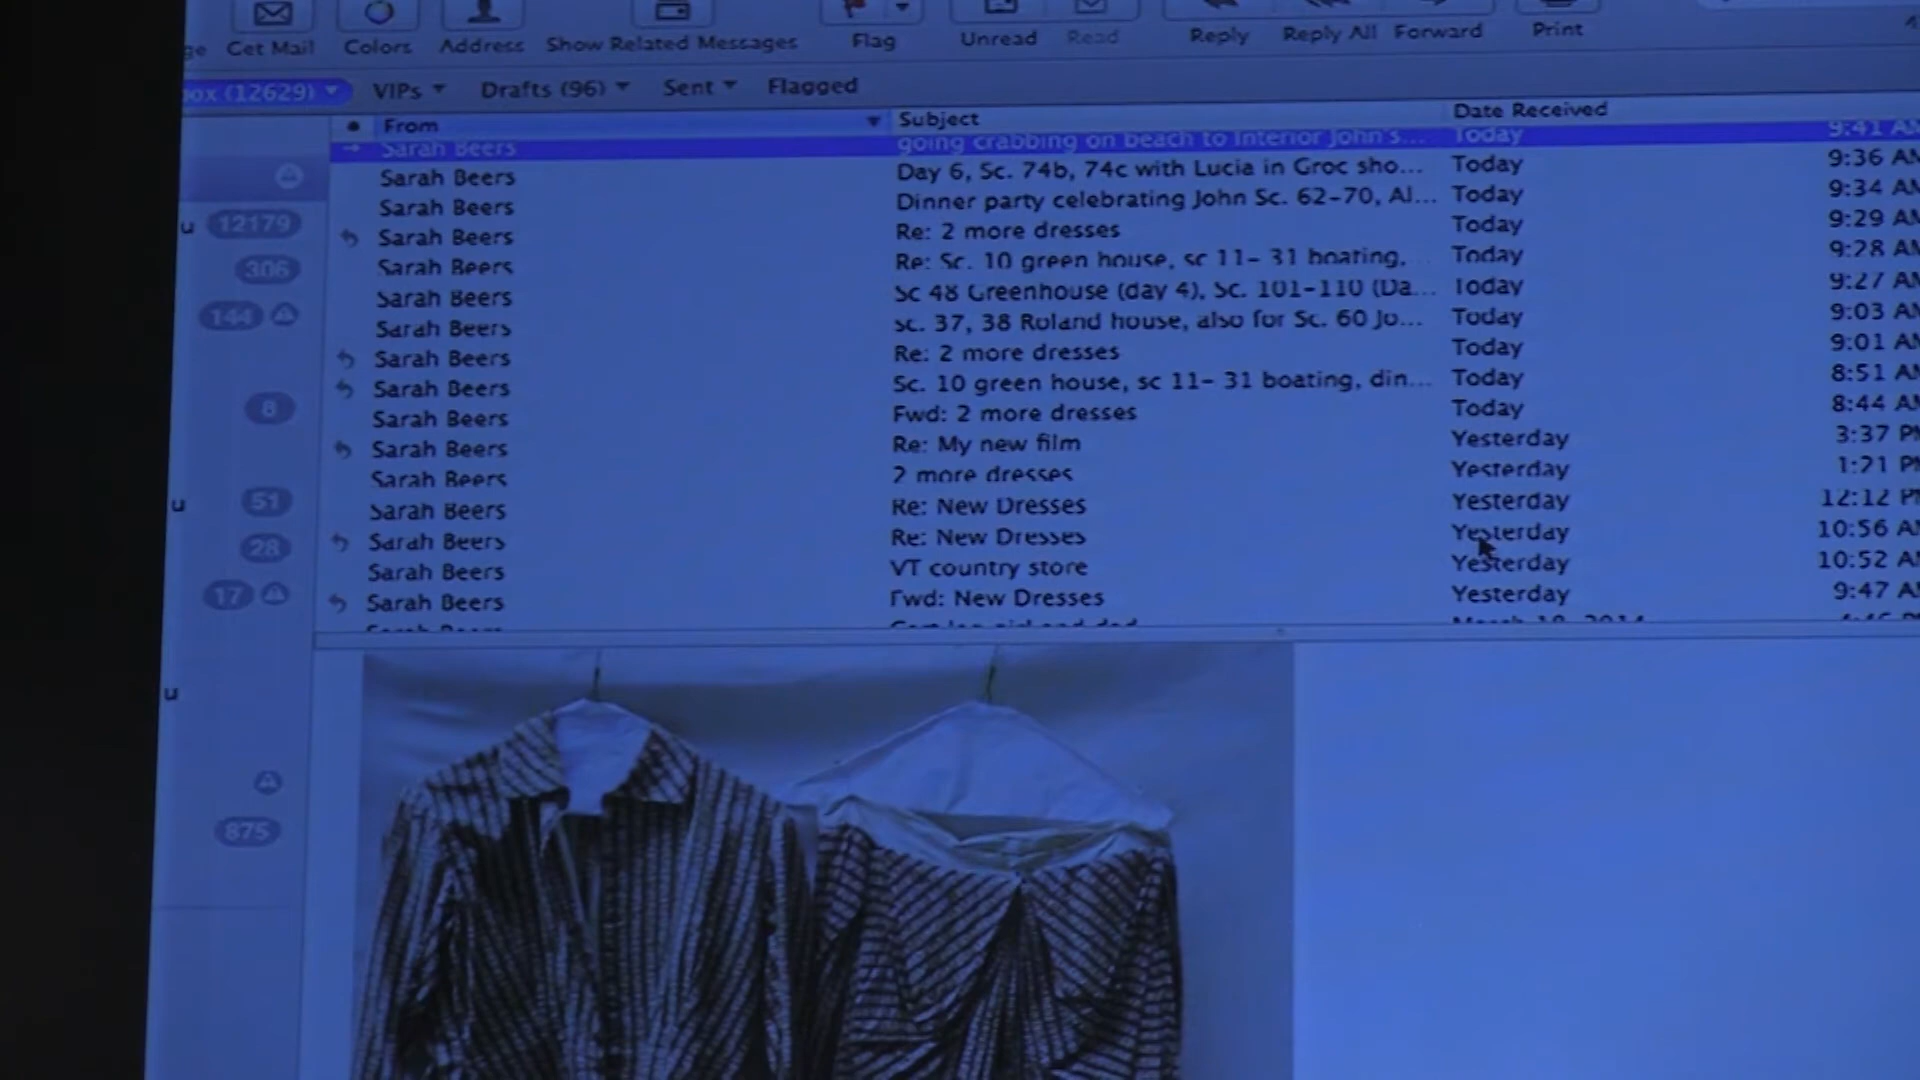 Get Mail Colors Address Show Related Messages Flag Unread Read Reply Reply All Forward Print
box (12629) VIPs Drafts (96) Sent Flagged
From Subject Date Received
Sarah Beers going crabbing on beach to Interior John's... Today 9:41 AM
Sarah Beers Day 6, Sc. 74b, 74c with Lucia in Groc sho... Today 9:36 AM
Sarah Beers Dinner party celebrating John Sc. 62-70, Al... Today 9:34 AM
12179 Sarah Beers Re: 2 more dresses Today 9:29 AM
306 Sarah Beers Re: Sc. 10 green house, sc 11- 31 boating, Today 9:28 AM
Sarah Beers Sc 48 Greenhouse (day 4), Sc. 101-110 (Da... Today 9:27 AM
144 Sarah Beers sc. 37, 38 Roland house, also for Sc. 60 Jo... Today 9:03 AM
Sarah Beers Re: 2 more dresses Today 9:01 AM
Sarah Beers Sc. 10 green house, sc 11- 31 boating, din... Today 8:51 AM
8 Sarah Beers Fwd: 2 more dresses Today 8:44 AM
Sarah Beers Re: My new film Yesterday 3:37 PM
Sarah Beers 2 more dresses Yesterday 1:21 PM
51 Sarah Beers Re: New Dresses Yesterday 12:12 PM
28 Sarah Beers Re: New Dresses Yesterday 10:56 AM
Sarah Beers VT country store Yesterday 10:52 AM
17 Sarah Beers Fwd: New Dresses Yesterday 9:47 AM
u
875